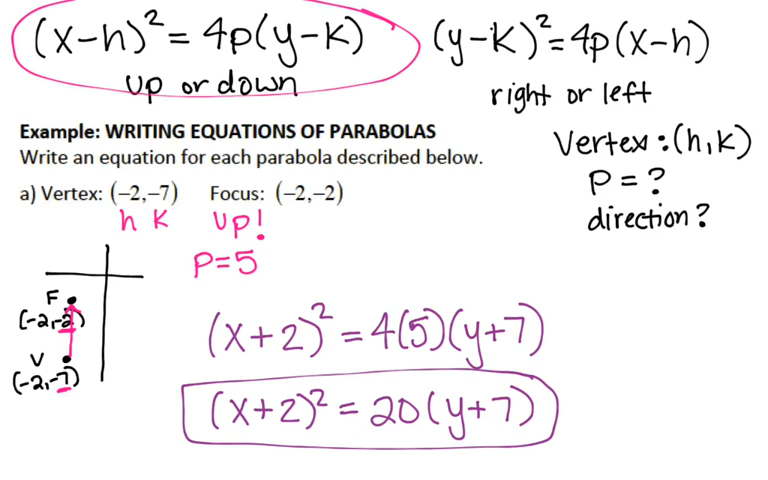 (x-h)² = 4p(y-k)
up or down
(y-k)² = 4p(x-h)
right or left
Example: WRITING EQUATIONS OF PARABOLAS
Write an equation for each parabola described below.
Vertex: (h,k)
p = ?
direction?
a) Vertex: (−2,−7) Focus: (−2,−2)
h k up!
p=5
F
(-2,-2)
V
(-2,-7)
(x+2)² = 4(5)(y+7)
(x+2)² = 20(y+7)